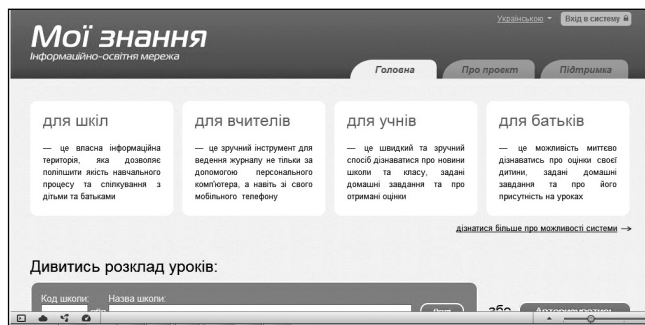 Українською
Вхід в систему
Мої знання
Інформаційно-освітня мережа
Головна
Про проект
Підтримка
для шкіл
— це власна інформаційна
територія, яка дозволяє
поліпшити якість навчального
процесу та спілкування з
дітьми та батьками
для вчителів
— це зручний інструмент для
ведення журналу не тільки за
допомогою персонального
комп'ютера, а навіть зі свого
мобільного телефону
для учнів
— це швидкий та зручний
спосіб дізнаватися про новини
школи та класу, задані
домашні завдання та про
отримані оцінки
для батьків
— це можливість миттєво
дізнаватись про оцінки своєї
дитини, задані домашні
завдання та про його
присутність на уроках
дізнатися більше про можливості системи →
Дивитись розклад уроків:
Код школи:
Назва школи:
або
або
Авторизуватись